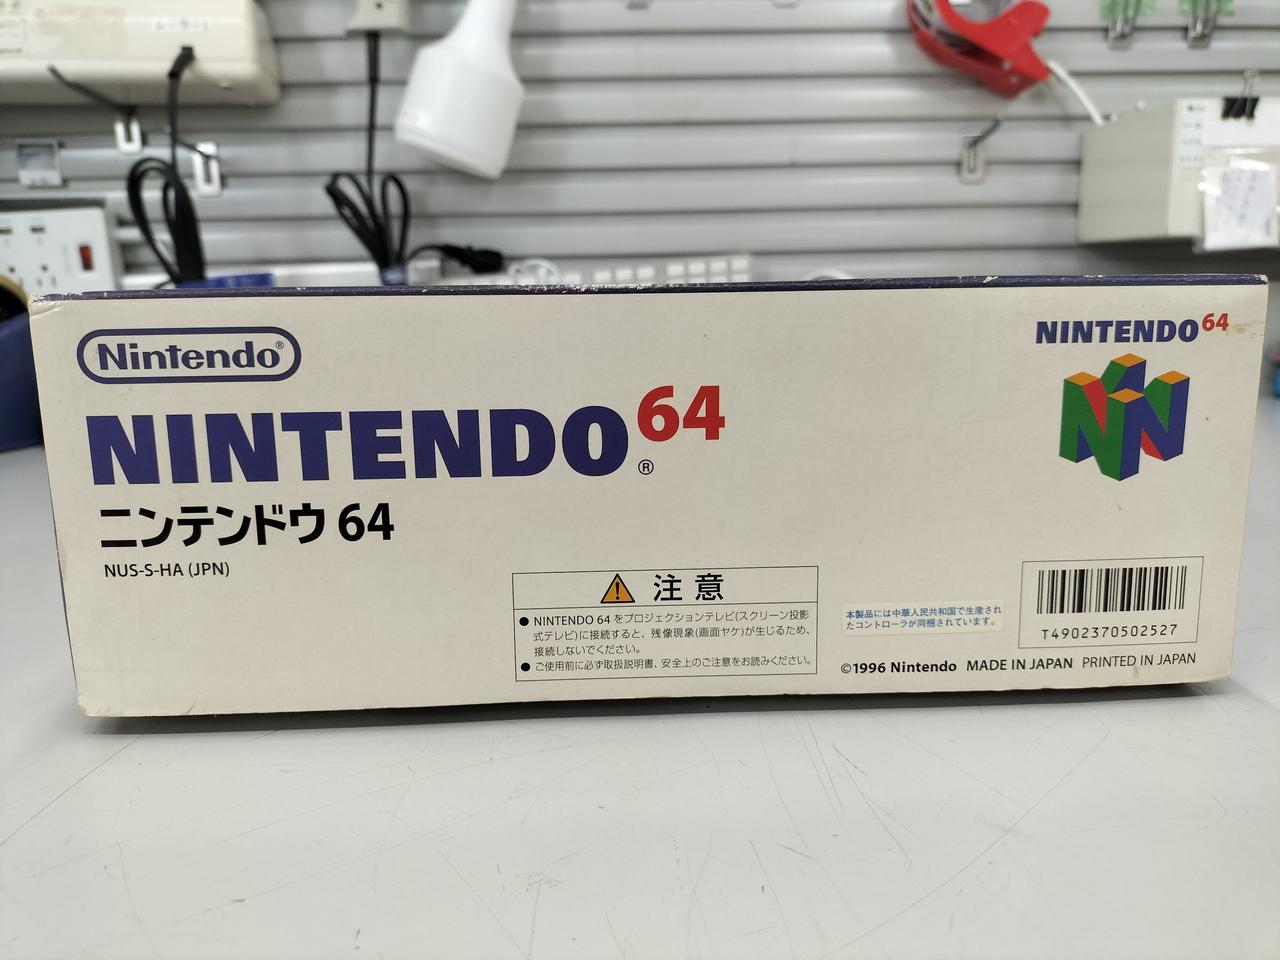 Nintendo®
NINTENDO64®
ニンテンドウ64
NUS-S-HA (JPN)
NINTENDO64
注意
● NINTENDO 64 をプロジェクションテレビ(スクリーン投影
式テレビ)に接続すると、残像現象(画面ヤケ)が生じるため、
接続しないでください。
● ご使用前に必ず取扱説明書、安全上のご注意をお読みください。
本製品には中華人民共和国で生産され
たコントローラが同梱されています。
T4902370502527
©1996 Nintendo MADE IN JAPAN PRINTED IN JAPAN